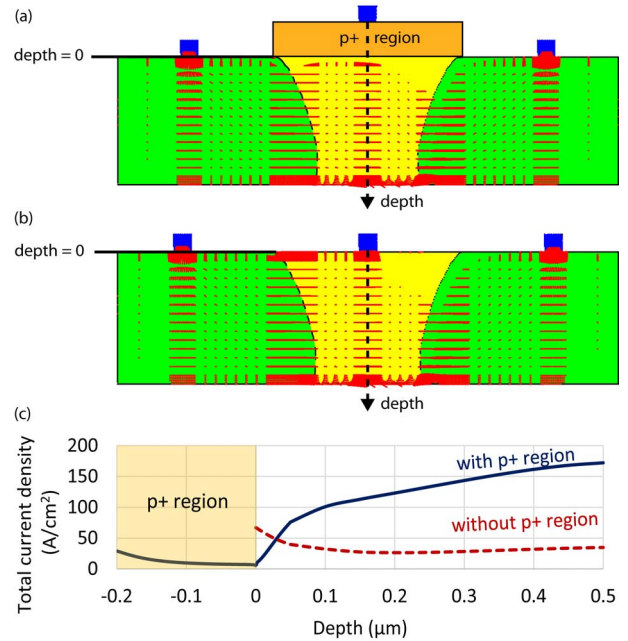 (a)
p+ region
depth = 0
depth
(b)
depth = 0
depth
(c)
Total current density
(A/cm²)
200
150
100
50
0
p+ region
with p+ region
without p+ region
-0.2 -0.1 0 0.1 0.2 0.3 0.4 0.5
Depth (μm)